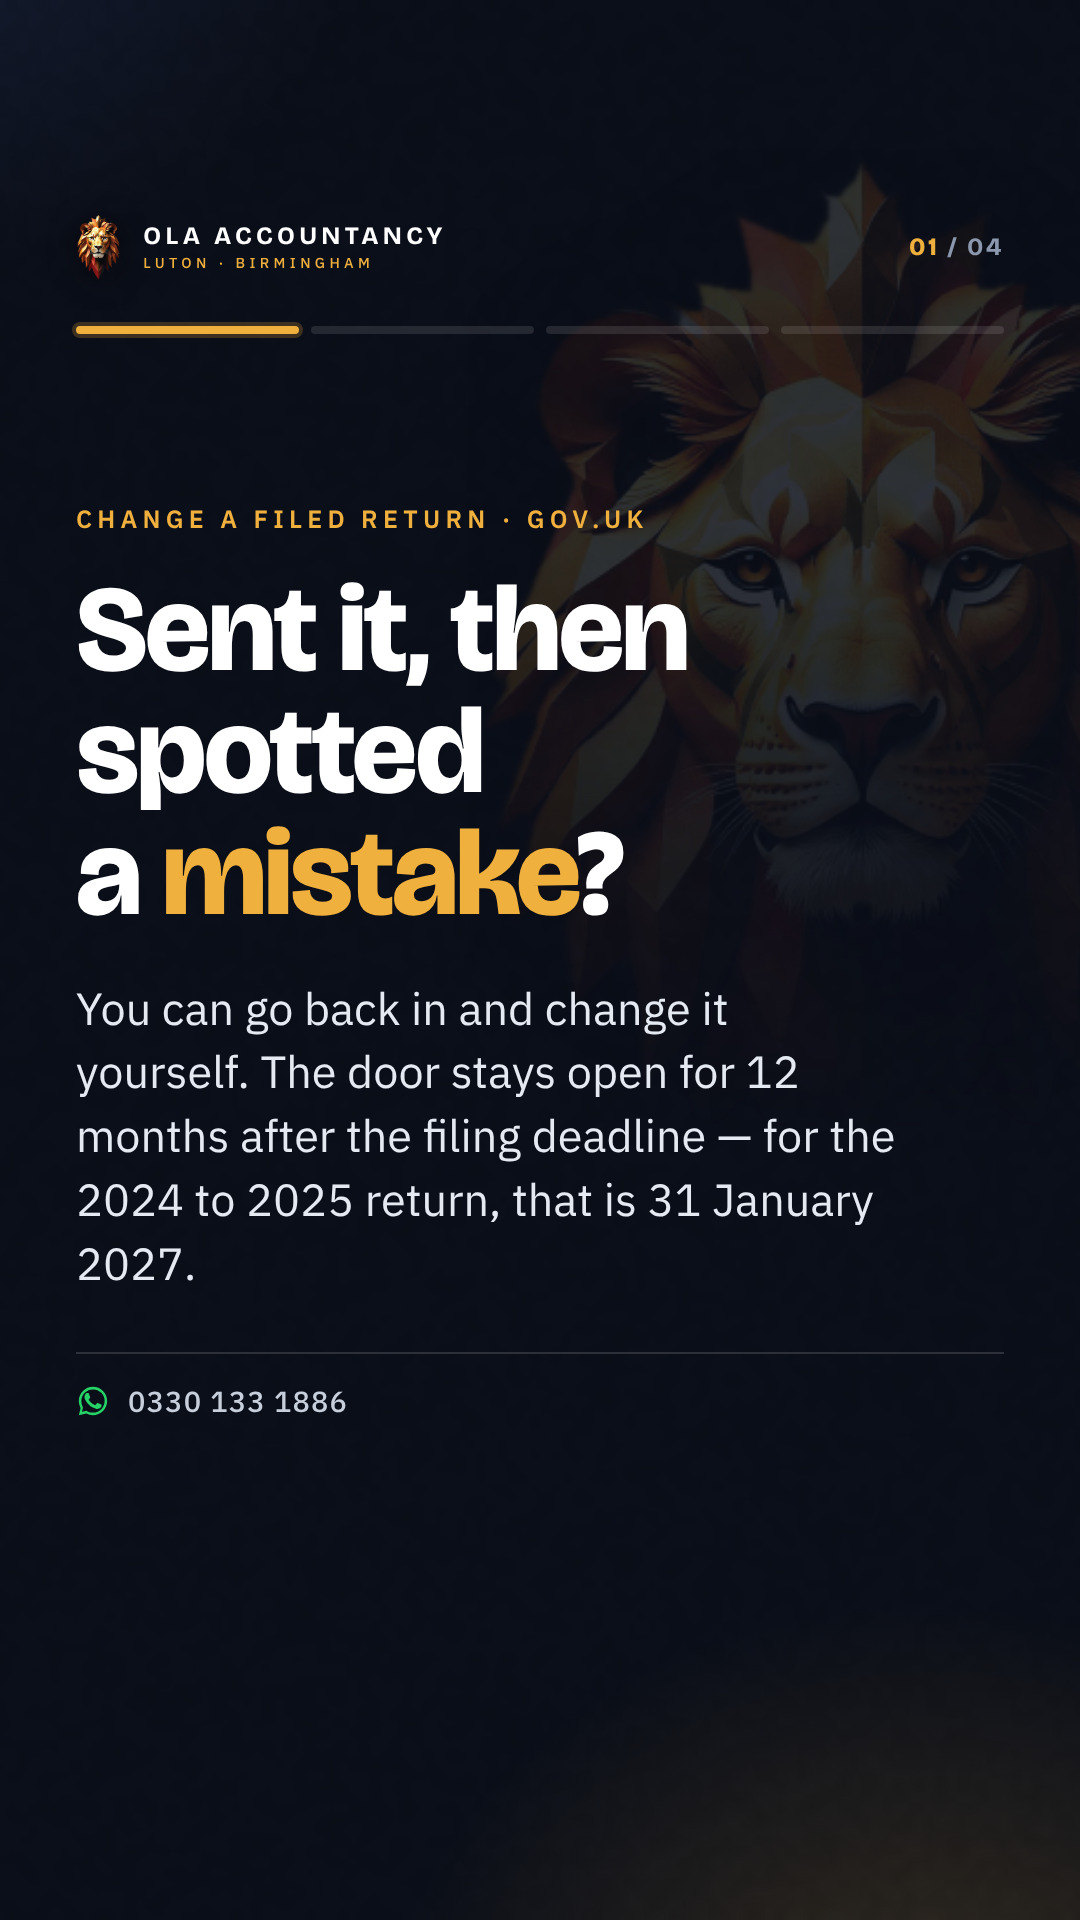 OLA ACCOUNTANCY
LUTON · BIRMINGHAM
01 / 04
CHANGE A FILED RETURN · GOV.UK
Sent it, then
spotted
a mistake?
You can go back in and change it
yourself. The door stays open for 12
months after the filing deadline — for the
2024 to 2025 return, that is 31 January
2027.
0330 133 1886